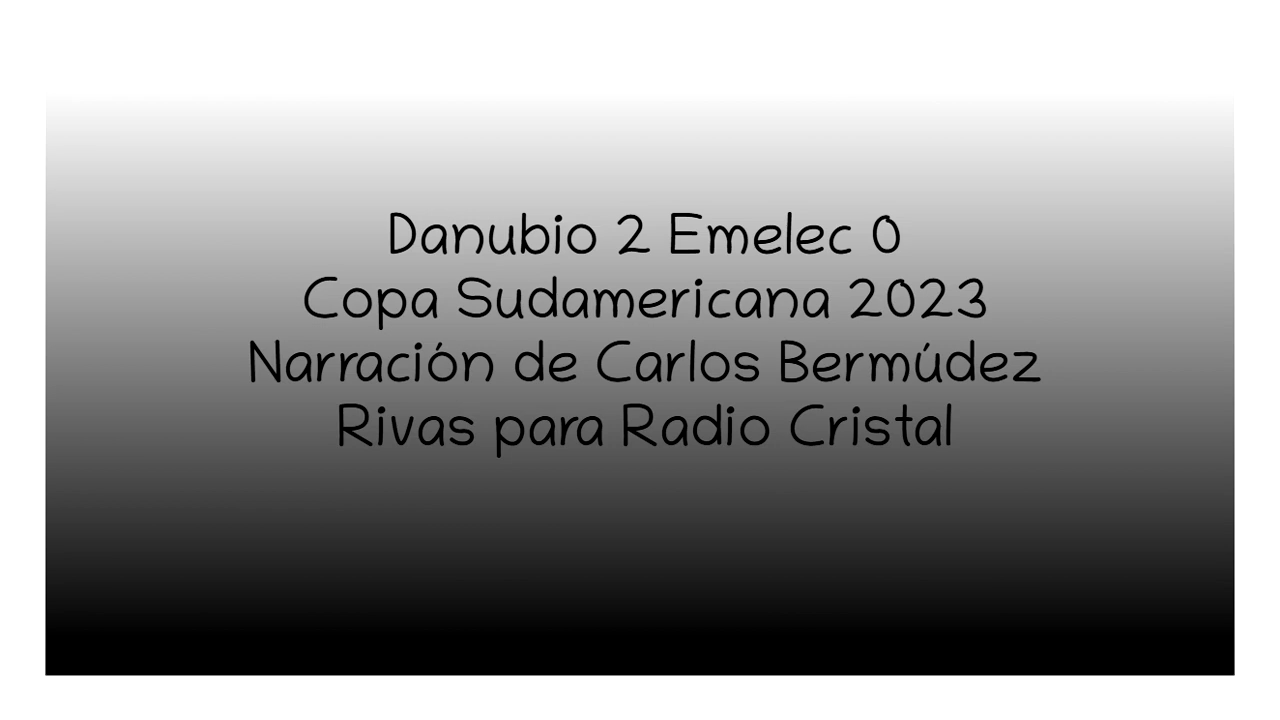 Danubio 2 Emelec 0
Copa Sudamericana 2023
Narración de Carlos Bermúdez
Rivas para Radio Cristal